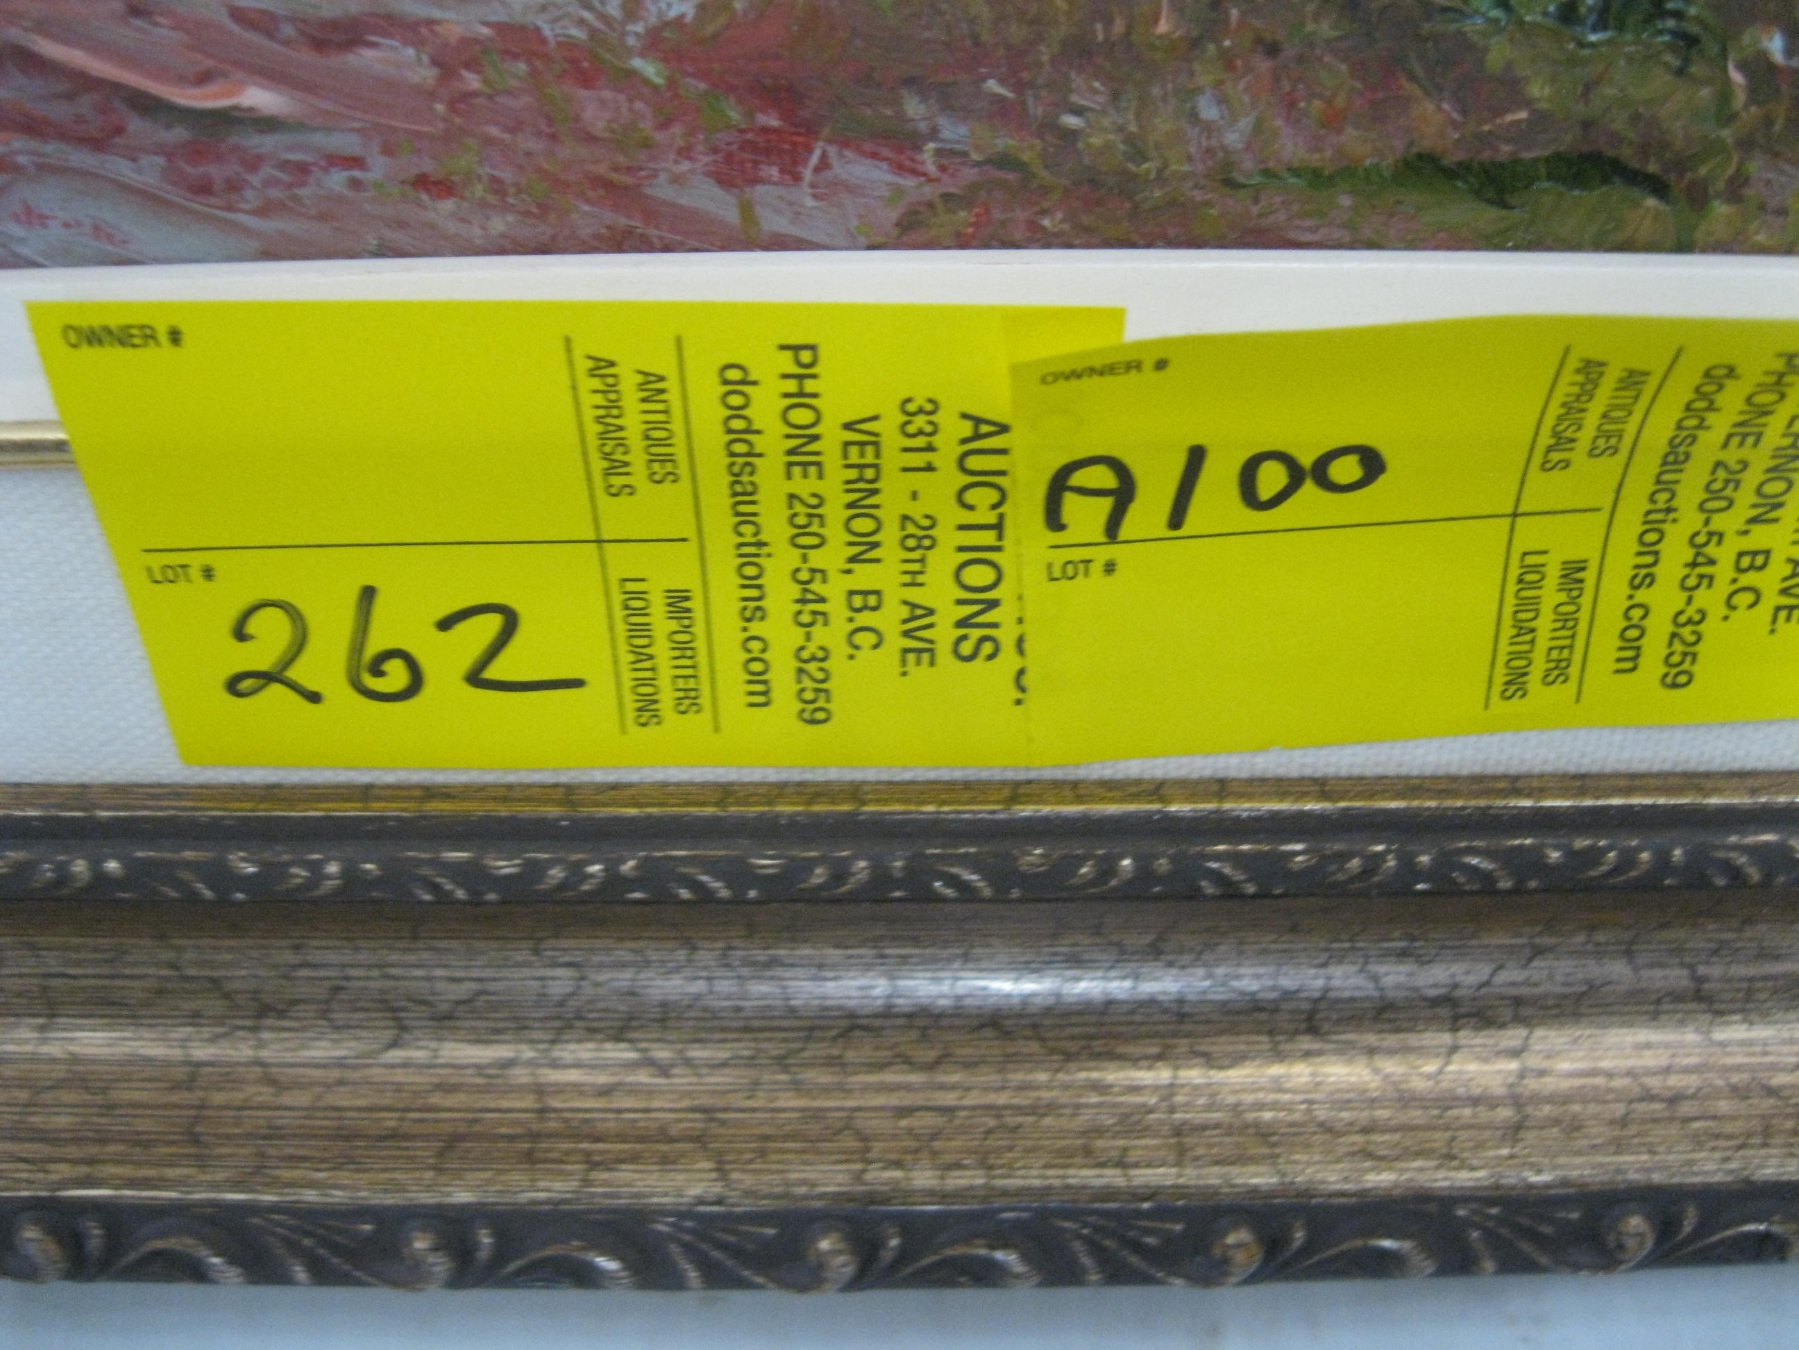 OWNER #
LOT #
262
ANTIQUES
APPRAISALS
IMPORTERS
LIQUIDATIONS
AUCTIONS
3311 - 28TH AVE.
VERNON, B.C.
PHONE 250-545-3259
doddsauctions.com
OWNER #
A100
LOT #
ANTIQUES
APPRAISALS
IMPORTERS
LIQUIDATIONS
AVE.
B.C.
PHONE 250-545-3259
doddsauctions.com